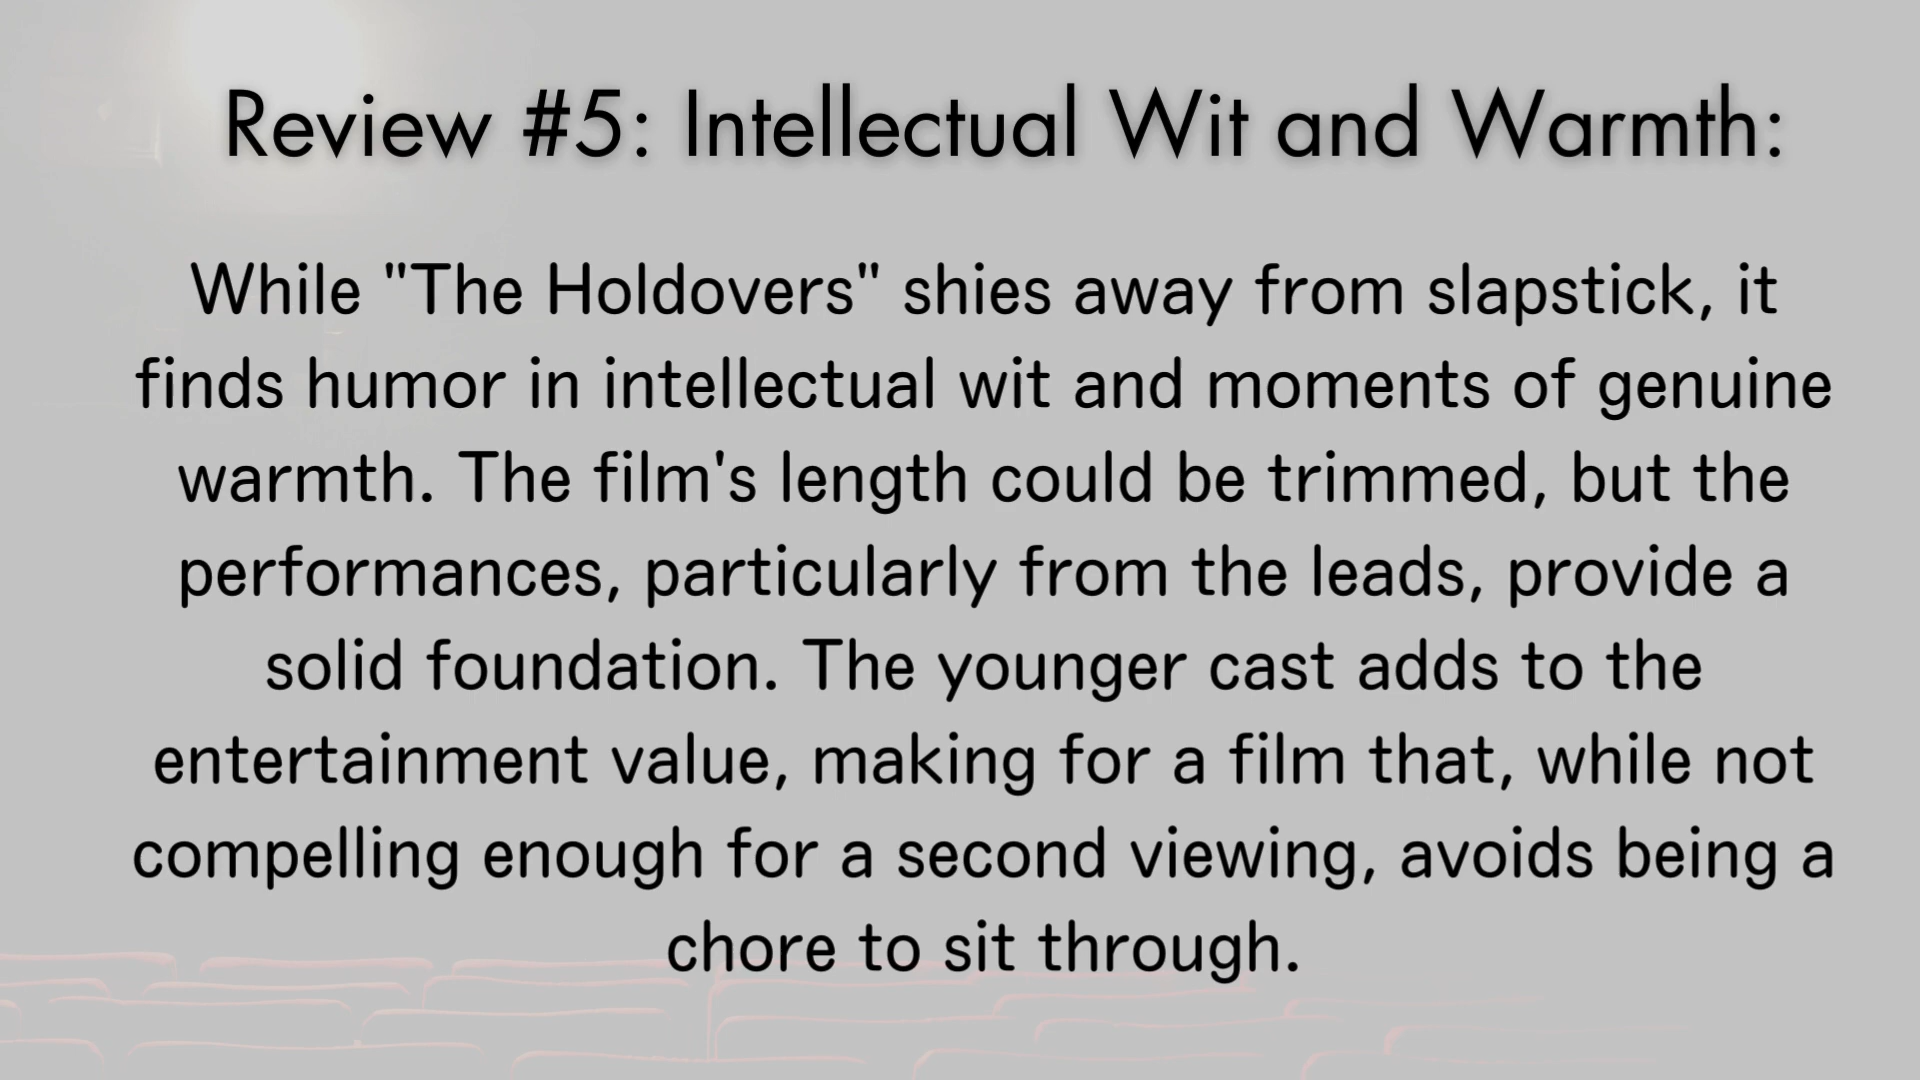 Review #5: Intellectual Wit and Warmth:
While "The Holdovers" shies away from slapstick, it
finds humor in intellectual wit and moments of genuine
warmth. The film's length could be trimmed, but the
performances, particularly from the leads, provide a
solid foundation. The younger cast adds to the
entertainment value, making for a film that, while not
compelling enough for a second viewing, avoids being a
chore to sit through.